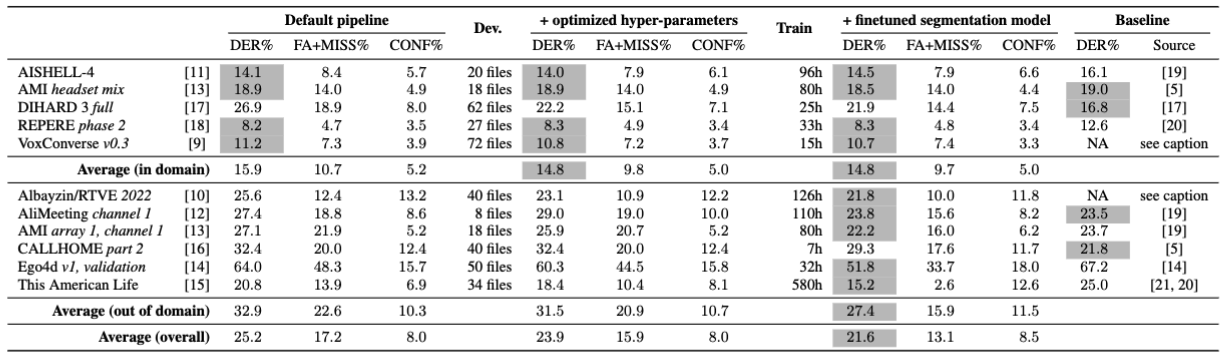 Default pipeline Dev. + optimized hyper-parameters Train + finetuned segmentation model Baseline
DER% FA+MISS% CONF% DER% FA+MISS% CONF% DER% FA+MISS% CONF% DER% Source
AISHELL-4 [11] 14.1 8.4 5.7 20 files 14.0 7.9 6.1 96h 14.5 7.9 6.6 16.1 [19]
AMI headset mix [13] 18.9 14.0 4.9 18 files 18.9 14.0 4.9 80h 18.5 14.0 4.4 19.0 [5]
DIHARD 3 full [17] 26.9 18.9 8.0 62 files 22.2 15.1 7.1 25h 21.9 14.4 7.5 16.8 [17]
REPERE phase 2 [18] 8.2 4.7 3.5 27 files 8.3 4.9 3.4 33h 8.3 4.8 3.4 12.6 [20]
VoxConverse v0.3 [9] 11.2 7.3 3.9 72 files 10.8 7.2 3.7 15h 10.7 7.4 3.3 NA see caption
Average (in domain) 15.9 10.7 5.2 14.8 9.8 5.0 14.8 9.7 5.0
Albayzin/RTVE 2022 [10] 25.6 12.4 13.2 40 files 23.1 10.9 12.2 126h 21.8 10.0 11.8 NA see caption
AliMeeting channel 1 [12] 27.4 18.8 8.6 8 files 29.0 19.0 10.0 110h 23.8 15.6 8.2 23.5 [19]
AMI array 1, channel 1 [13] 27.1 21.9 5.2 18 files 25.9 20.7 5.2 80h 22.2 16.0 6.2 23.7 [19]
CALLHOME part 2 [16] 32.4 20.0 12.4 40 files 32.4 20.0 12.4 7h 29.3 17.6 11.7 21.8 [5]
Ego4d v1, validation [14] 64.0 48.3 15.7 50 files 60.3 44.5 15.8 32h 51.8 33.7 18.0 67.2 [14]
This American Life [15] 20.8 13.9 6.9 34 files 18.4 10.4 8.1 580h 15.2 2.6 12.6 25.0 [21, 20]
Average (out of domain) 32.9 22.6 10.3 31.5 20.9 10.7 27.4 15.9 11.5
Average (overall) 25.2 17.2 8.0 23.9 15.9 8.0 21.6 13.1 8.5